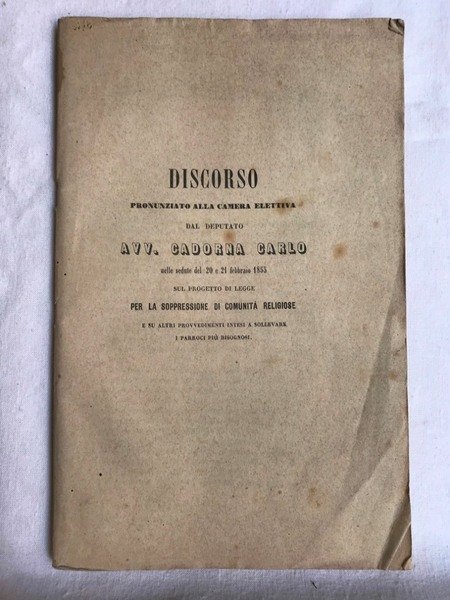 DISCORSO
PRONUNZIATO ALLA CAMERA ELETTIVA
DAL DEPUTATO
AVV. CADORNA CARLO
nelle sedute del 20 e 21 febbraio 1855
SUL PROGETTO DI LEGGE
PER LA SOPPRESSIONE DI COMUNITÀ RELIGIOSE
E SU ALTRI PROVVEDIMENTI INTESI A SOLLEVARE
I PARROCI PIÙ BISOGNOSI.